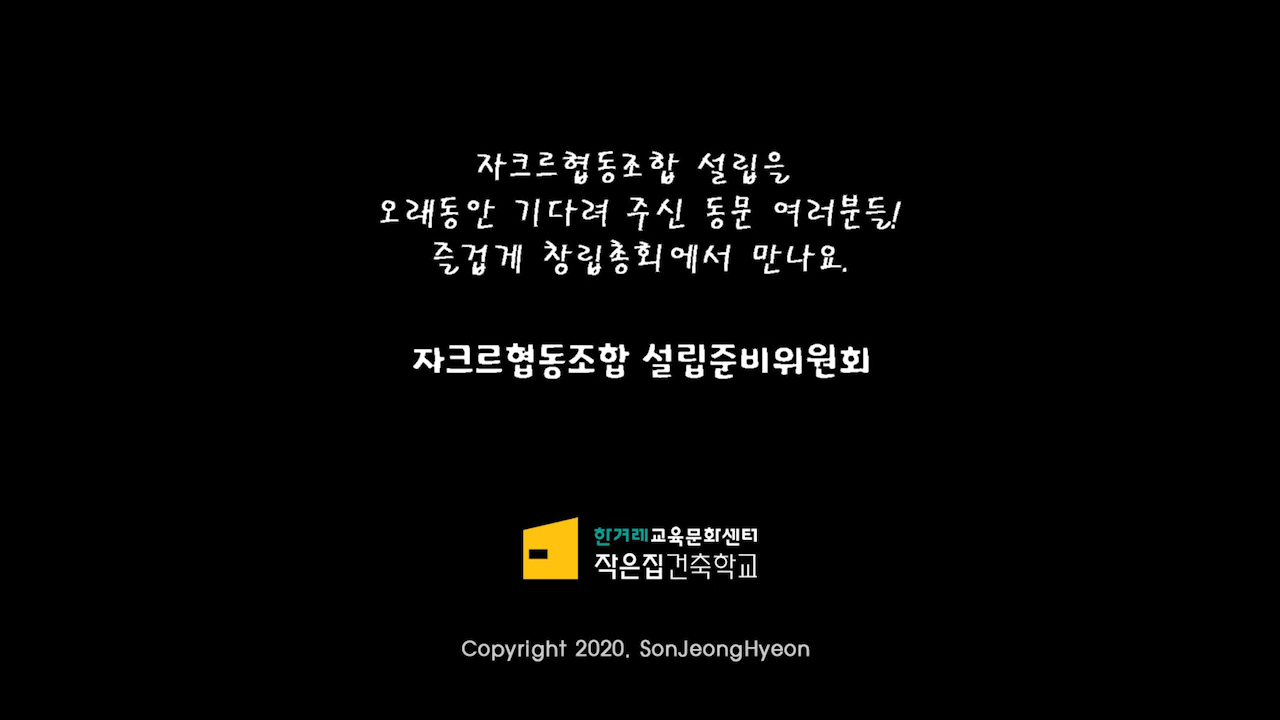 자크르협동조합 설립을
오래동안 기다려 주신 동문 여러분들!
즐겁게 창립총회에서 만나요.
자크르협동조합 설립준비위원회
한겨레교육문화센터
작은집건축학교
Copyright 2020. SonJeongHyeon